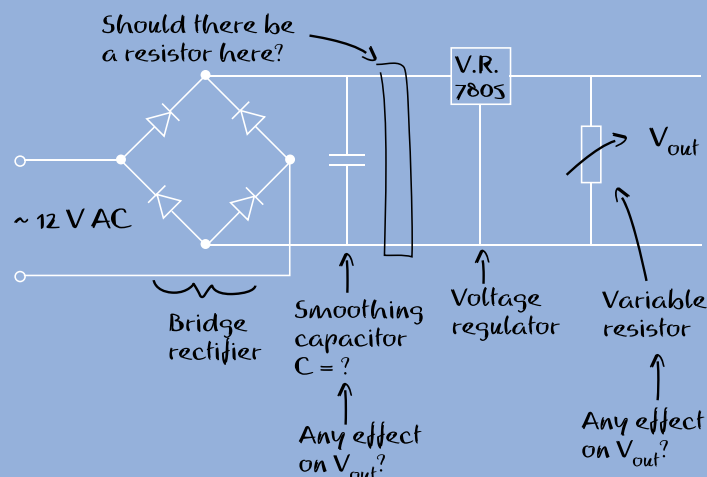 Should there be
a resistor here?
V.R.
7805
Vout
~ 12 V AC
Bridge
rectifier
Smoothing
capacitor
C = ?
Any effect
on Vout?
Voltage
regulator
Variable
resistor
Any effect
on Vout?